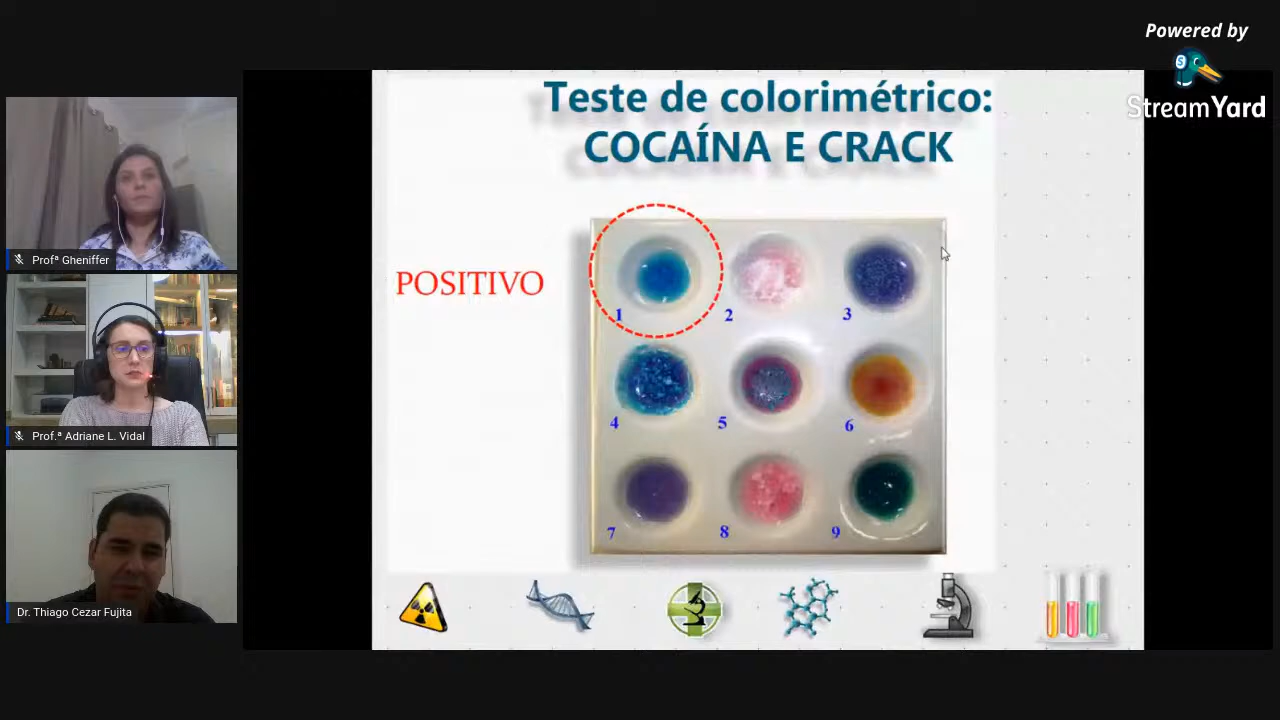 Powered by
StreamYard
Teste de colorimétrico:
COCAÍNA E CRACK
POSITIVO
1
2
3
4
5
6
7
8
9
Profª Gheniffer
Prof.ª Adriane L. Vidal
Dr. Thiago Cezar Fujita